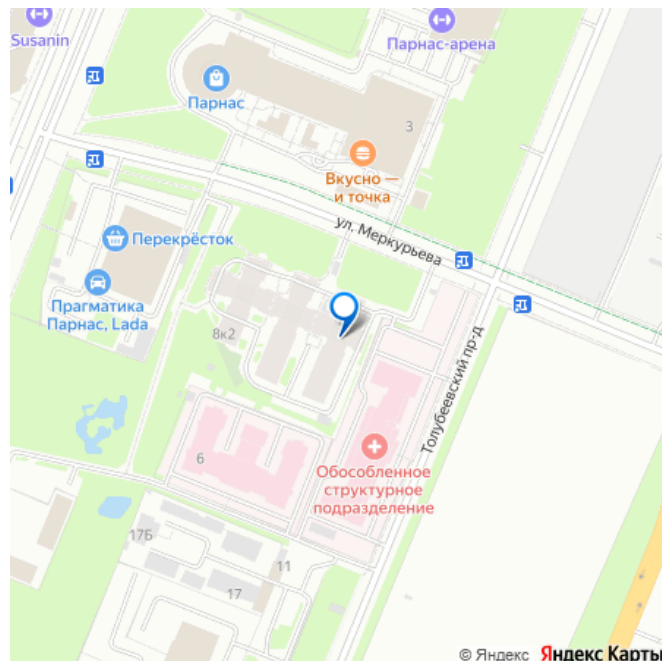 Susanin
Парнас-арена
Парнас
3
Вкусно —
и точка
ул. Меркурьева
Перекрёсток
Прагматика
Парнас, Lada
8к2
Толубеевский пр-д
6
Обособленное
структурное
подразделение
17Б
11
17
© Яндекс Яндекс Карты